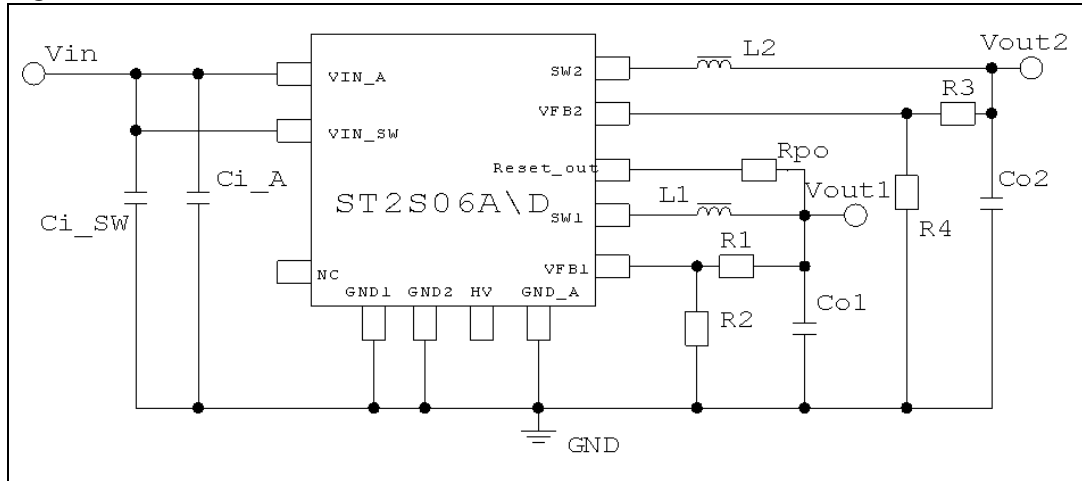 Vin
VIN_A
VIN_SW
Ci_A
Ci_SW
NC
ST2S06A\D
SW2
VFB2
Reset_out
SW1
VFB1
GND1 GND2 HV GND_A
L2
Vout2
R3
Rpo
Vout1
Co2
L1
R4
R1
Co1
R2
GND